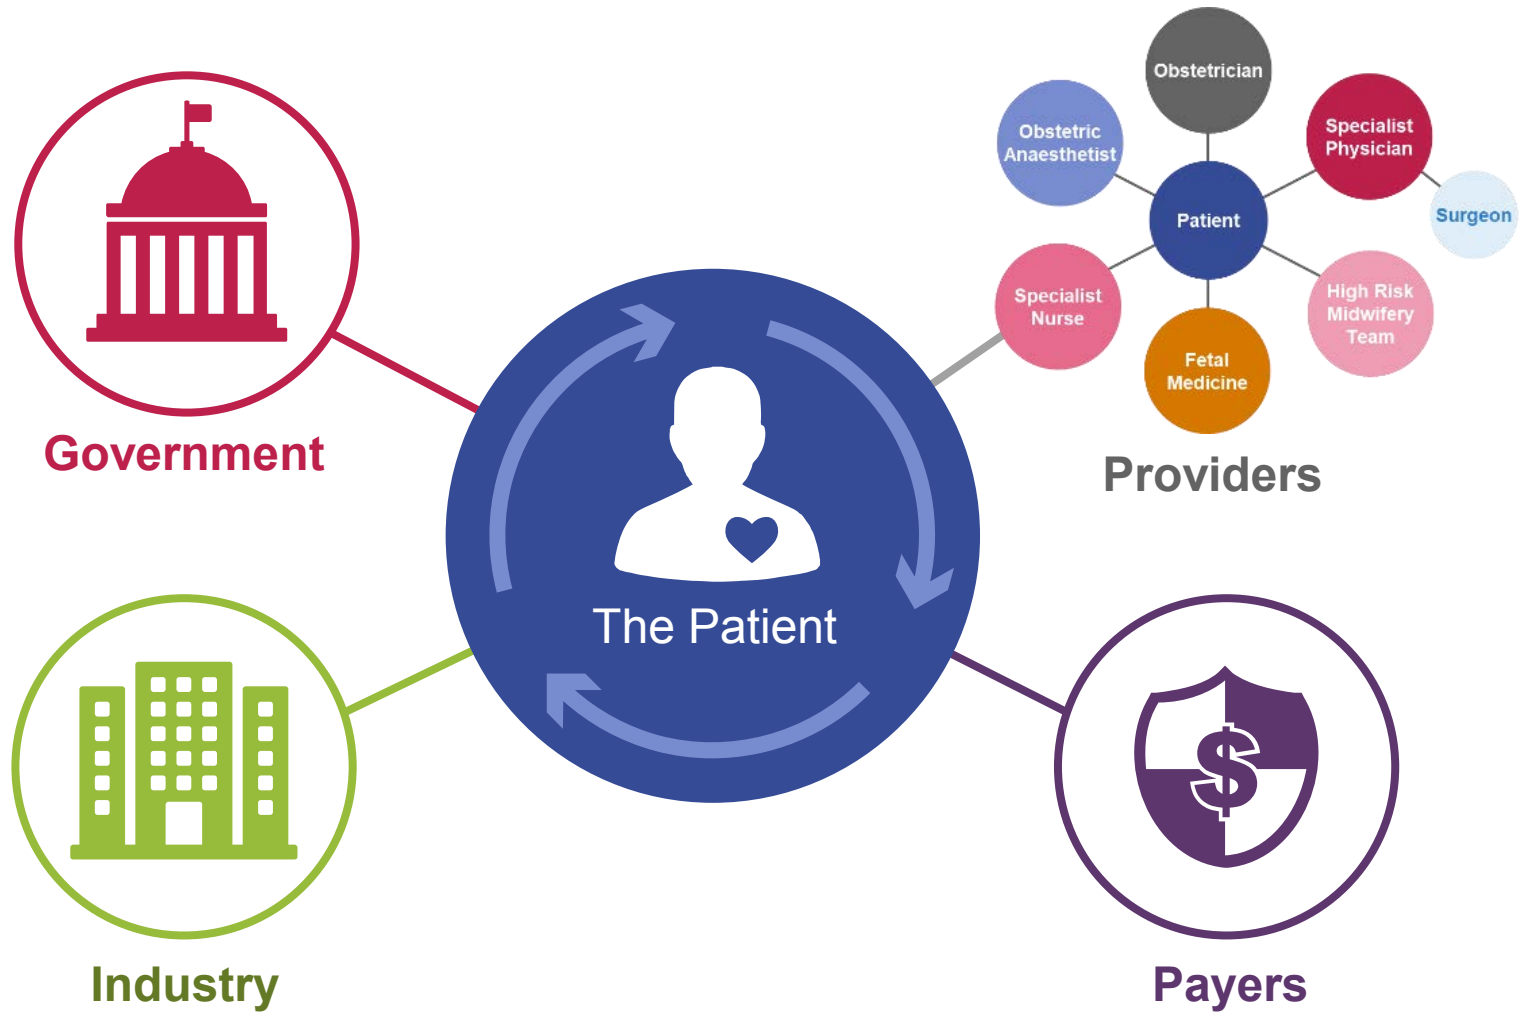 Obstetrician
Obstetric
Anaesthetist
Specialist
Physician
Patient
Surgeon
Specialist
Nurse
High Risk
Midwifery
Team
Fetal
Medicine
Government
Providers
The Patient
$
Industry
Payers